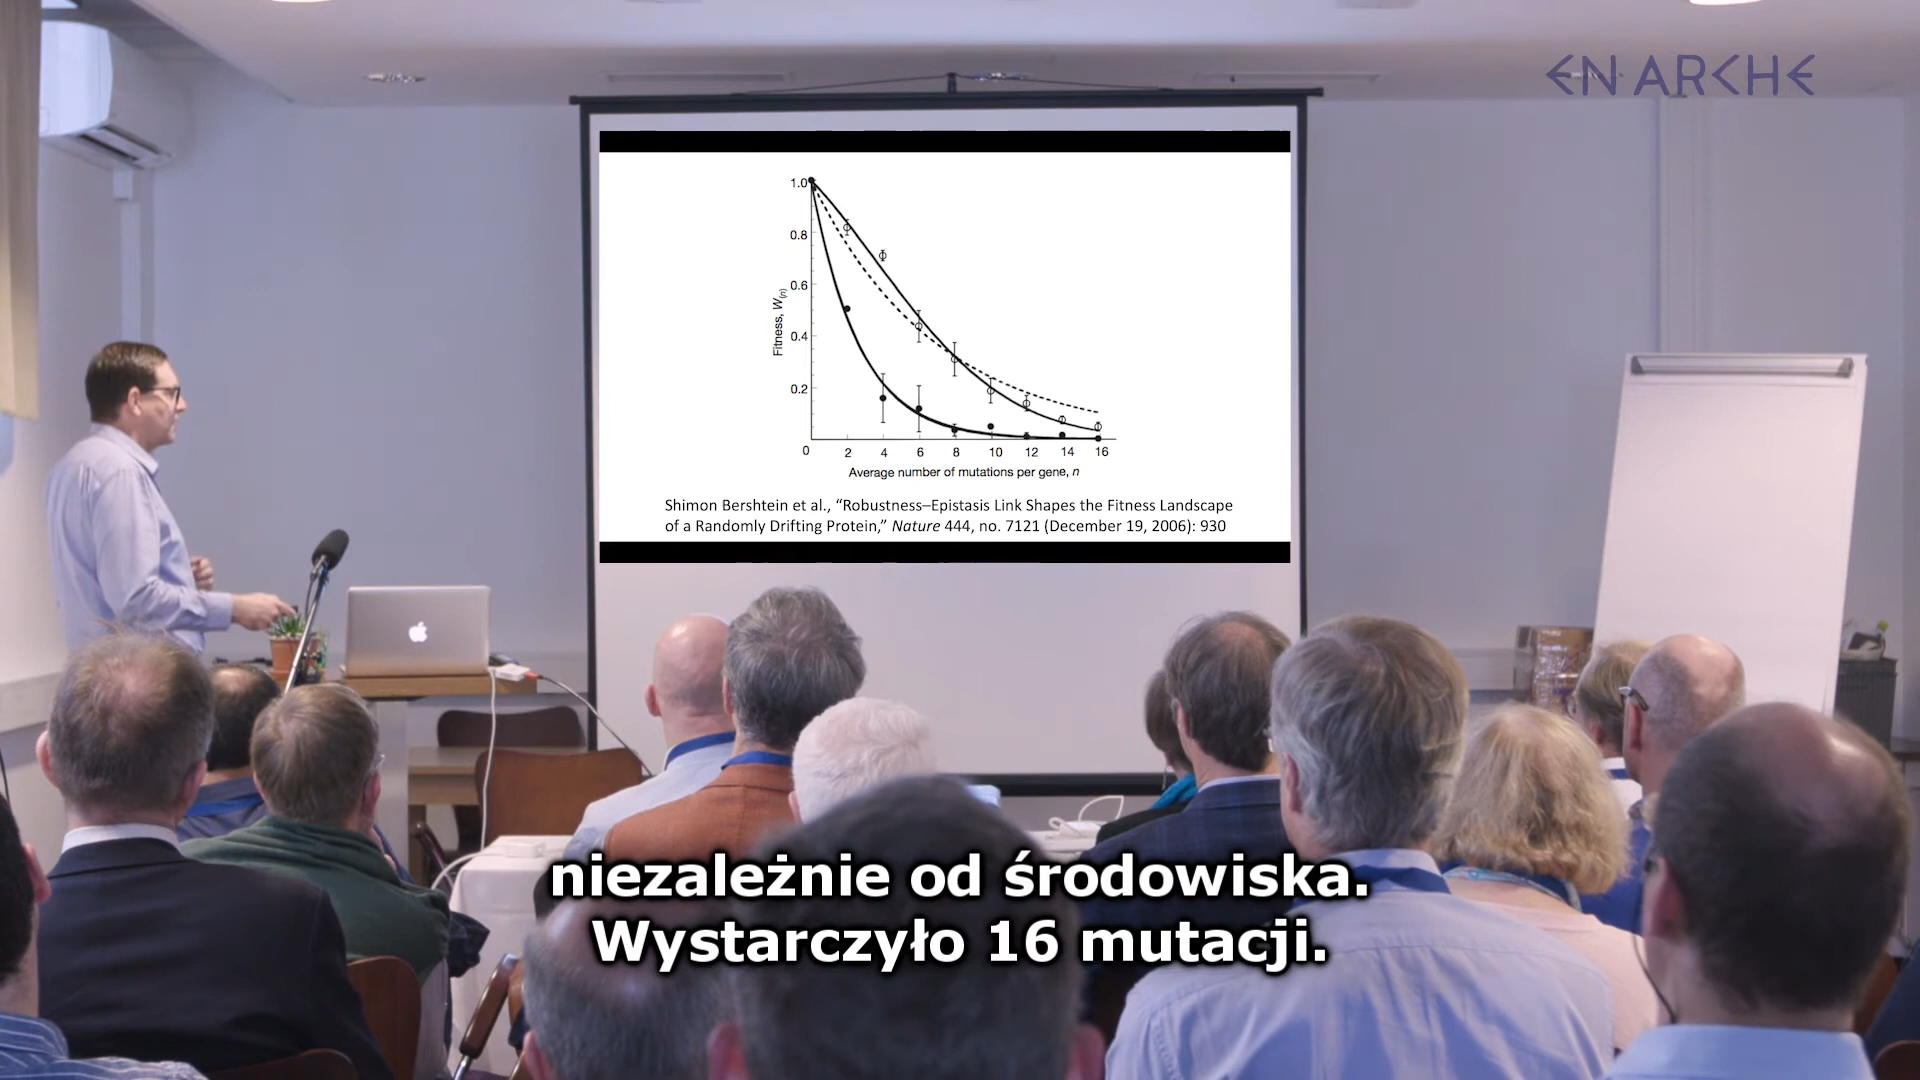 EN ARCHE
1.0
0.8
0.6
0.4
0.2
Fitness, W(n)
0 2 4 6 8 10 12 14 16
Average number of mutations per gene, n
Shimon Bershtein et al., “Robustness–Epistasis Link Shapes the Fitness Landscape
of a Randomly Drifting Protein,” Nature 444, no. 7121 (December 19, 2006): 930
niezależnie od środowiska.
Wystarczyło 16 mutacji.